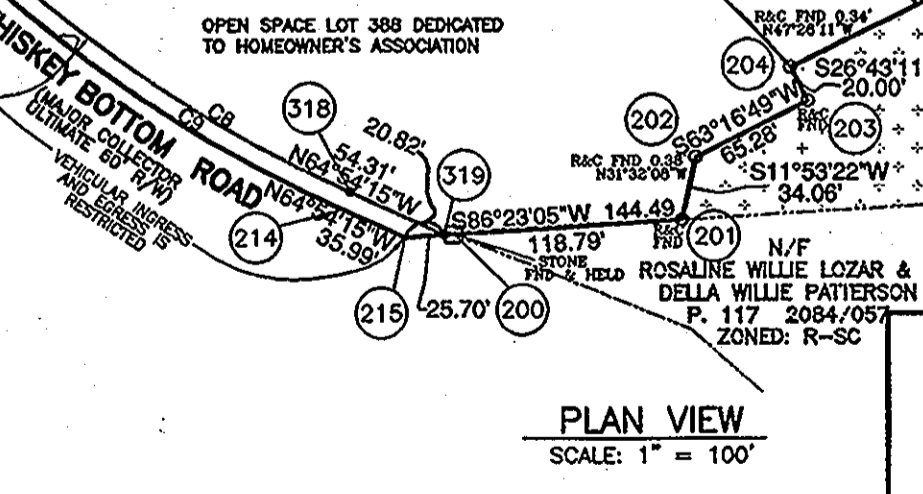 OPEN SPACE LOT 388 DEDICATED
TO HOMEOWNER'S ASSOCIATION
R&C FND 0.34'
N47°26'11"W
204
S26°43'11
20.00'
R&C
FND
203
202
S63°16'49"W
65.28'
R&C FND 0.38'
N31°32'08"W
S11°53'22"W
34.06'
HISKEY BOTTOM ROAD
(MAJOR COLLECTOR
ULTIMATE 60' R/W)
VEHICULAR INGRESS
AND EGRESS IS
RESTRICTED
C9
C8
318
20.82'
54.31'
N64°54'15"W
319
N64°54'15"W
35.99'
214
S86°23'05"W 144.49
118.79'
R&C
FND
201
STONE
FND & HELD
215
25.70'
200
N/F
ROSALINE WILLIE LOZAR &
DELLA WILLIE PATTERSON
P. 117 2084/057
ZONED: R-SC
PLAN VIEW
SCALE: 1" = 100'